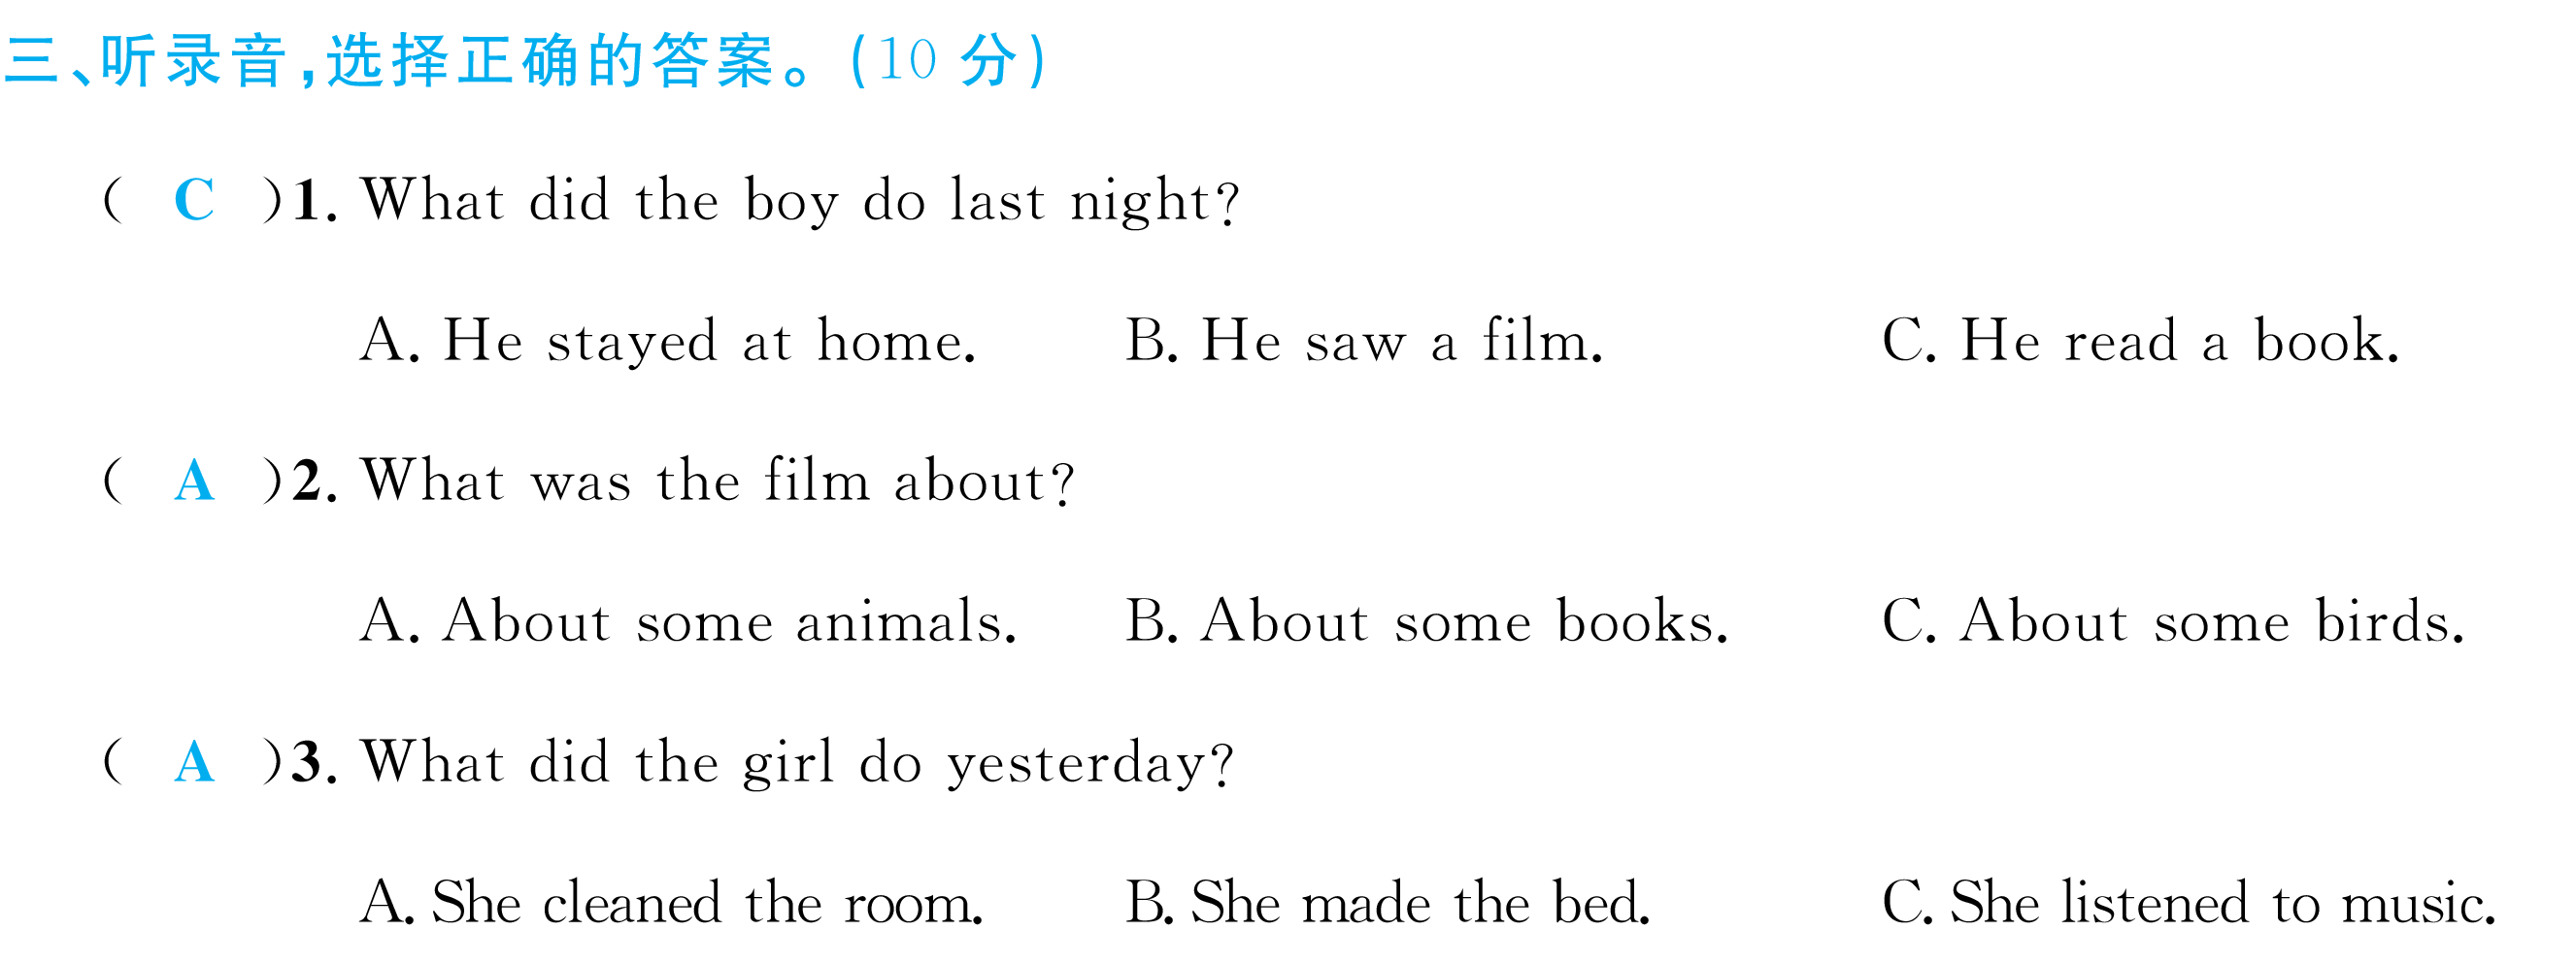 三、听录音,选择正确的答案。(10 分)
( C )1. What did the boy do last night?
A. He stayed at home. B. He saw a film. C. He read a book.
( A )2. What was the film about?
A. About some animals. B. About some books. C. About some birds.
( A )3. What did the girl do yesterday?
A. She cleaned the room. B. She made the bed. C. She listened to music.